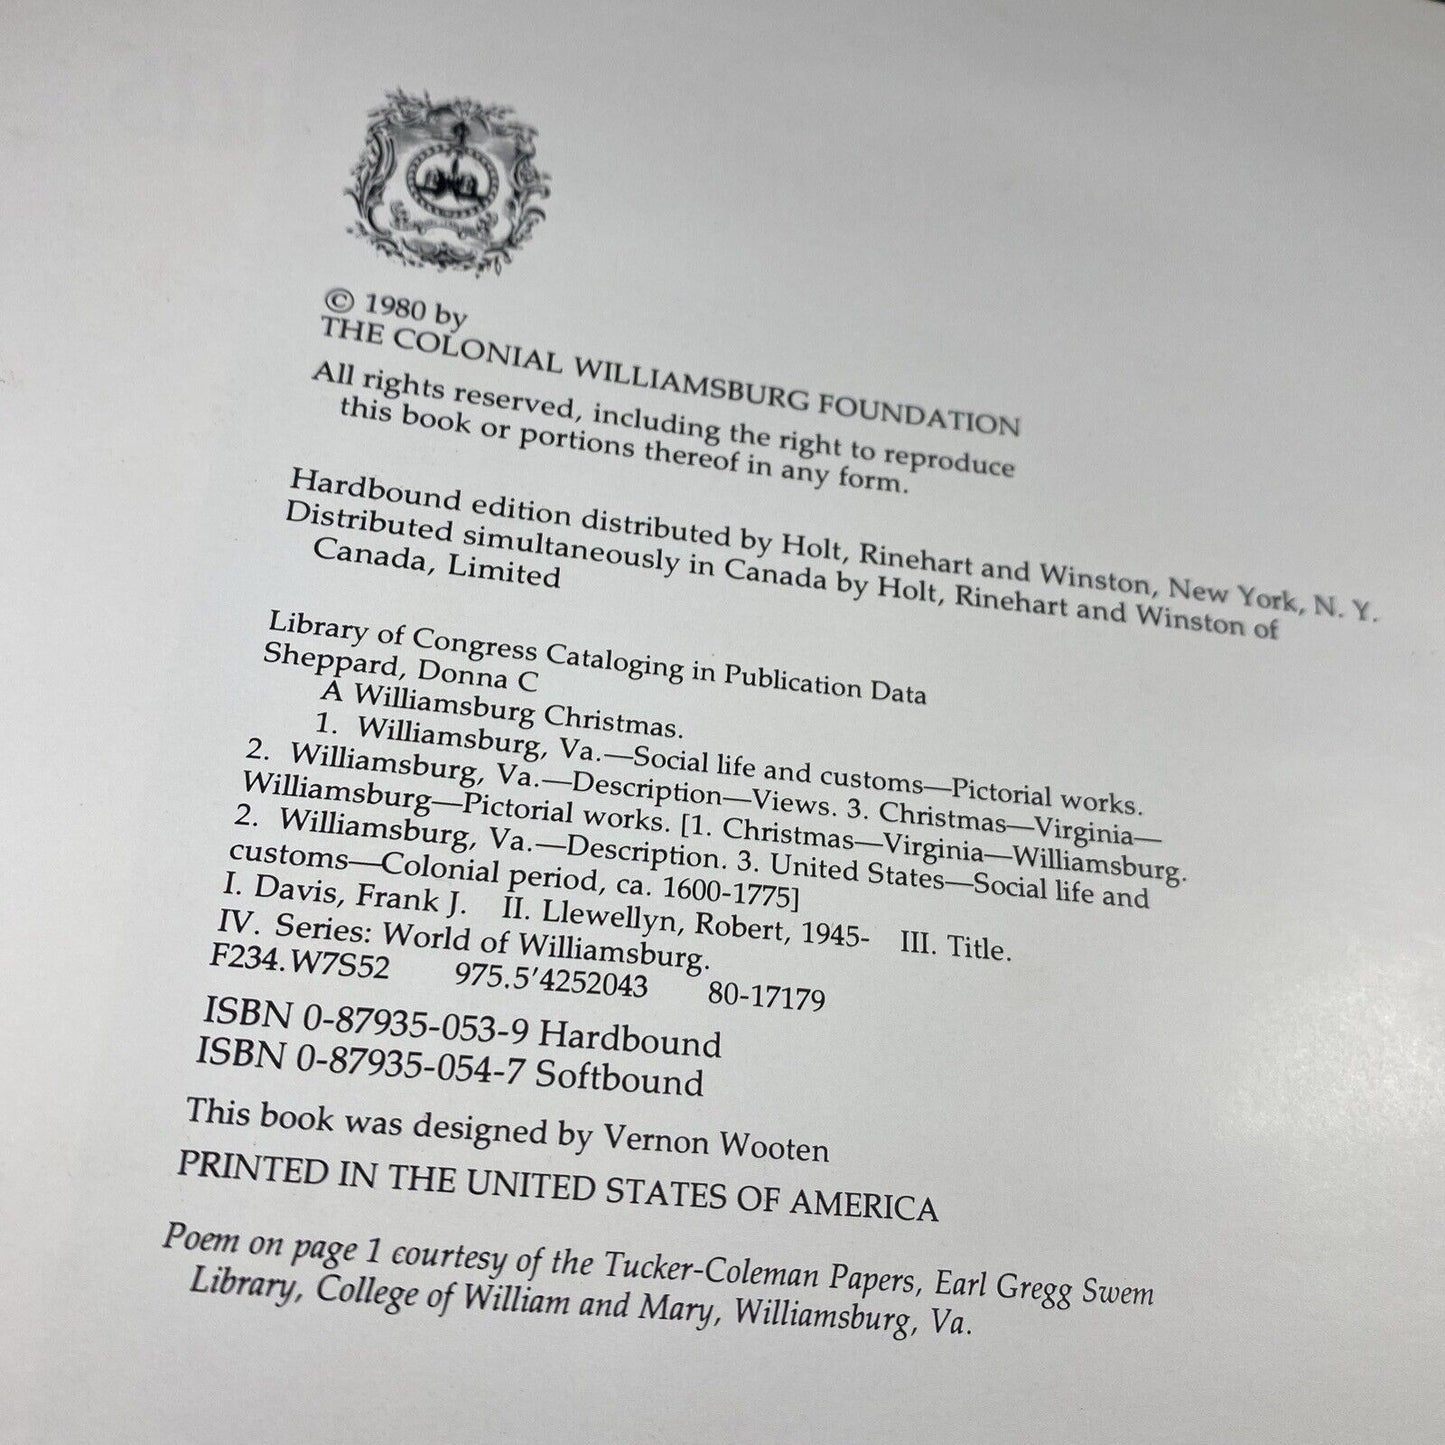 © 1980 by
THE COLONIAL WILLIAMSBURG FOUNDATION
All rights reserved, including the right to reproduce
this book or portions thereof in any form.
Hardbound edition distributed by Holt, Rinehart and Winston, New York, N. Y.
Distributed simultaneously in Canada by Holt, Rinehart and Winston of
Canada, Limited
Library of Congress Cataloging in Publication Data
Sheppard, Donna C
A Williamsburg Christmas.
1. Williamsburg, Va.—Social life and customs—Pictorial works.
2. Williamsburg, Va.—Description—Views. 3. Christmas—Virginia—
Williamsburg—Pictorial works. [1. Christmas—Virginia—Williamsburg.
2. Williamsburg, Va.—Description. 3. United States—Social life and
customs—Colonial period, ca. 1600-1775]
I. Davis, Frank J. II. Llewellyn, Robert, 1945- III. Title.
IV. Series: World of Williamsburg.
F234.W7S52 975.5'4252043 80-17179
ISBN 0-87935-053-9 Hardbound
ISBN 0-87935-054-7 Softbound
This book was designed by Vernon Wooten
PRINTED IN THE UNITED STATES OF AMERICA
Poem on page 1 courtesy of the Tucker-Coleman Papers, Earl Gregg Swem
Library, College of William and Mary, Williamsburg, Va.